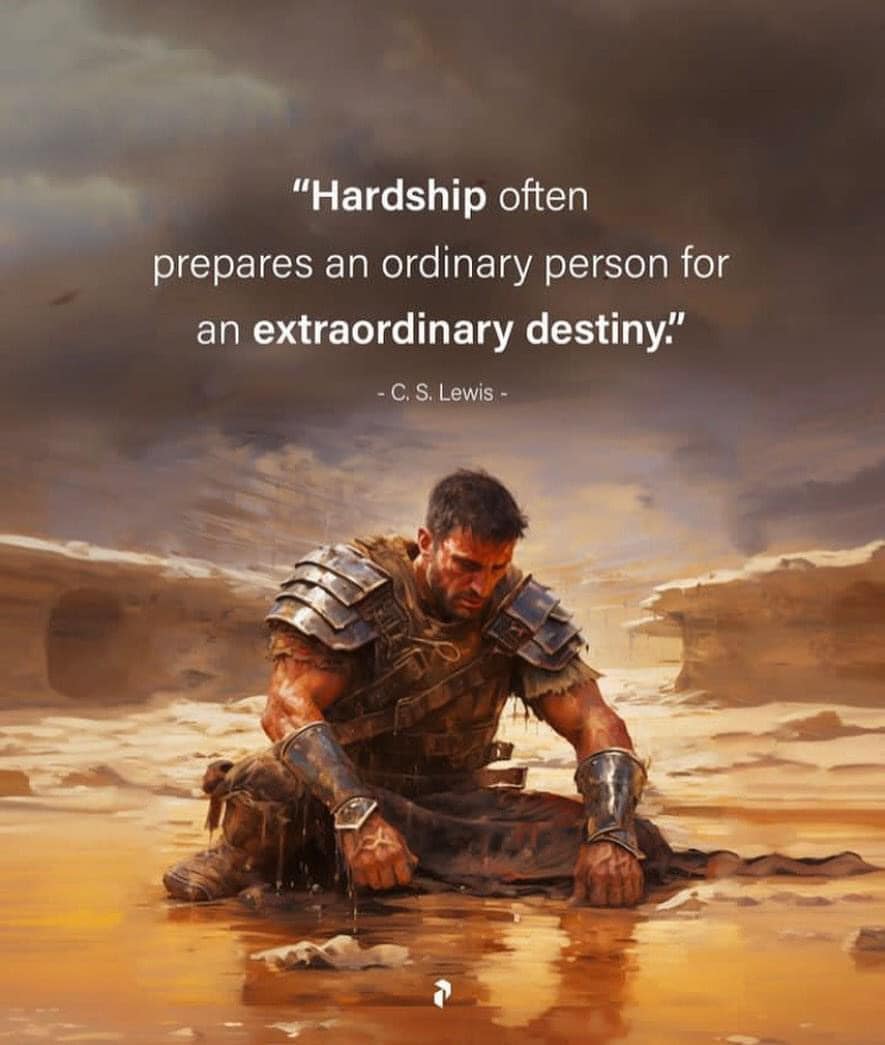 “Hardship often
prepares an ordinary person for
an extraordinary destiny.”
- C. S. Lewis -